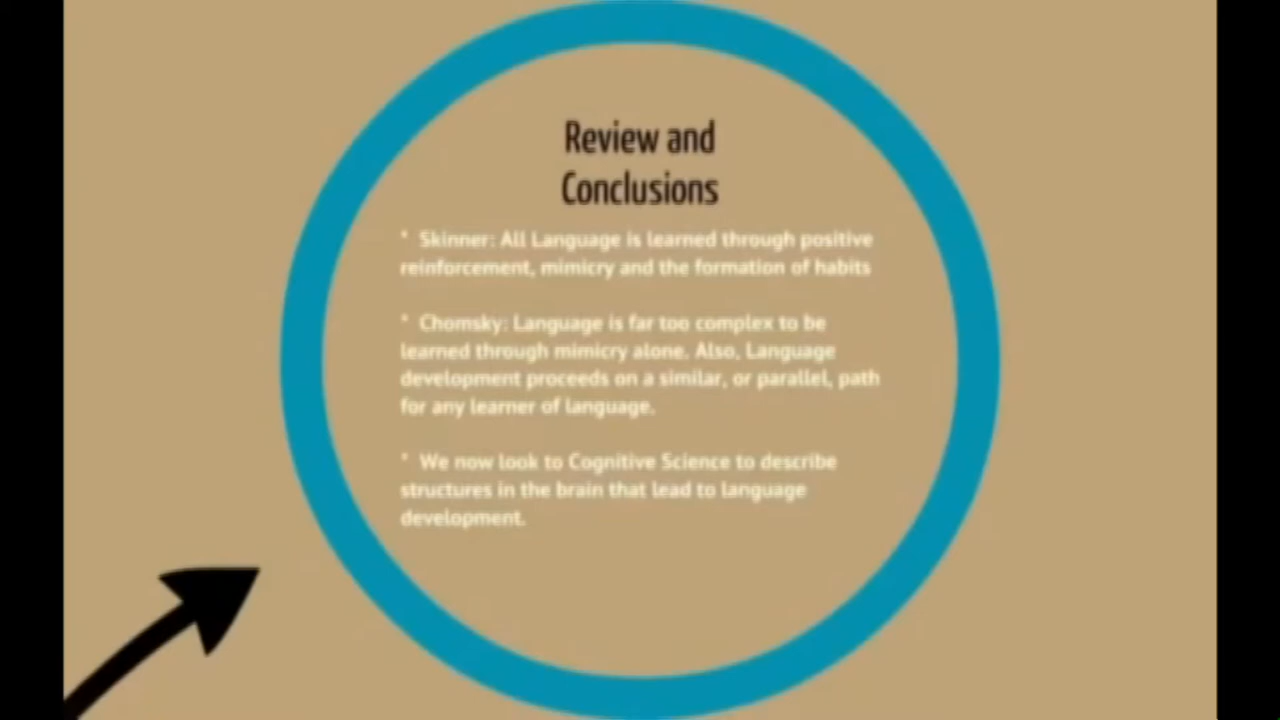 Review and
Conclusions
* Skinner: All Language is learned through positive
reinforcement, mimicry and the formation of habits
* Chomsky: Language is far too complex to be
learned through mimicry alone. Also, Language
development proceeds on a similar, or parallel, path
for any learner of language.
* We now look to Cognitive Science to describe
structures in the brain that lead to language
development.